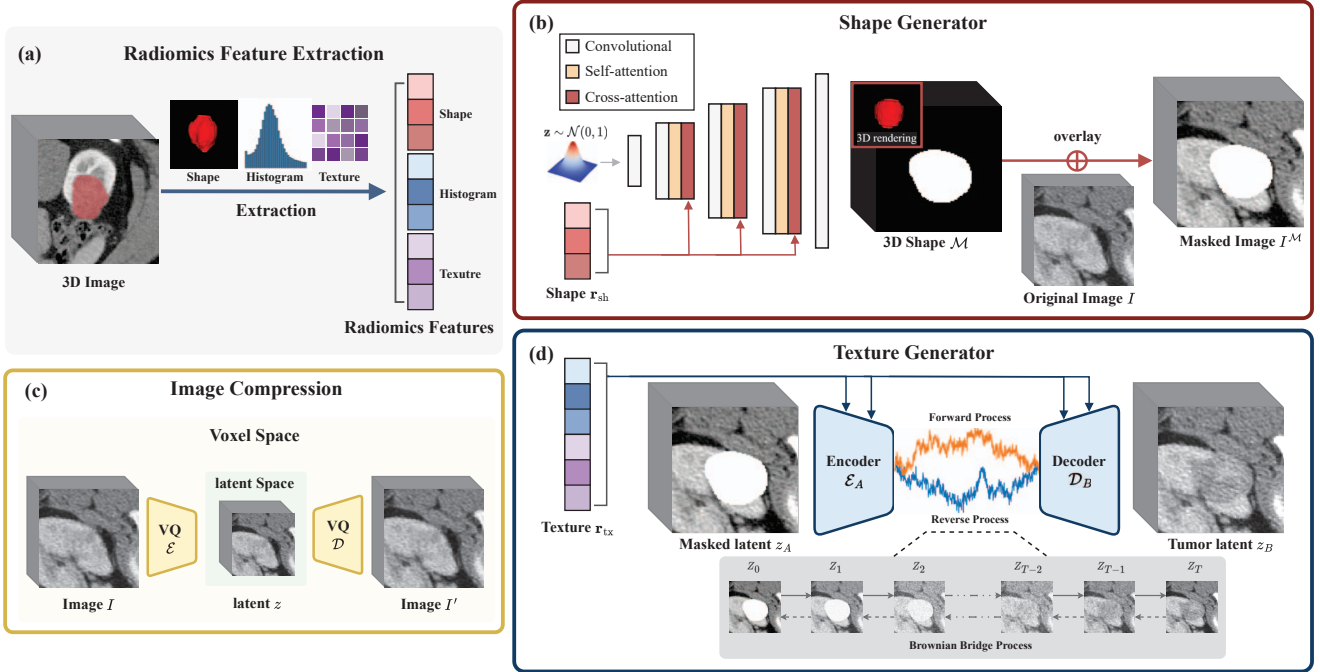 (a)
Radiomics Feature Extraction
Shape
Histogram
Texture
Extraction
3D Image
Shape
Histogram
Texutre
Radiomics Features
(b)
Shape Generator
Convolutional
Self-attention
Cross-attention
z ∼ 𝒩(0,1)
Shape r_sh
3D rendering
3D Shape ℳ
overlay
Original Image I
Masked Image I^ℳ
(c)
Image Compression
Voxel Space
latent Space
VQ
ℰ
VQ
𝒟
Image I
latent z
Image I′
(d)
Texture Generator
Texture r_tx
Masked latent z_A
Encoder
ℰ_A
Forward Process
Reverse Process
Decoder
𝒟_B
Tumor latent z_B
Z_0 Z_1 Z_2 Z_{T−2} Z_{T−1} Z_T
Brownian Bridge Process